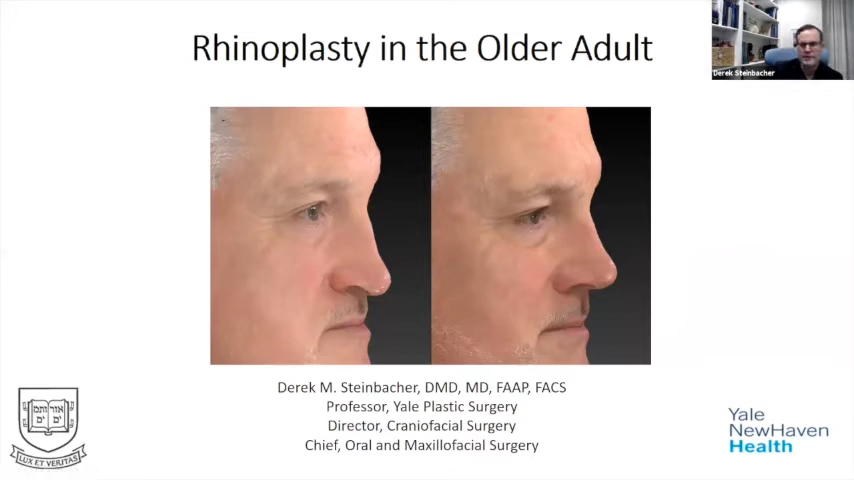 Rhinoplasty in the Older Adult
Derek Steinbacher
Derek M. Steinbacher, DMD, MD, FAAP, FACS
Professor, Yale Plastic Surgery
Director, Craniofacial Surgery
Chief, Oral and Maxillofacial Surgery
LUX ET VERITAS
Yale
NewHaven
Health